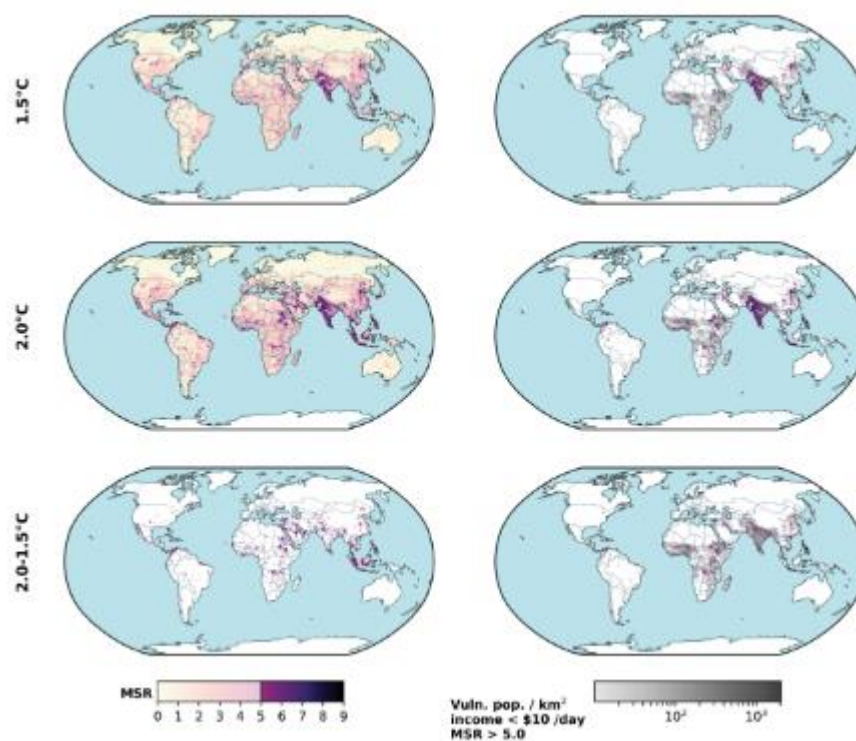 1.5°C
2.0°C
2.0-1.5°C
MSR
0 1 2 3 4 5 6 7 8 9
Vuln. pop. / km²
income < $10 /day
MSR > 5.0
10² 10³